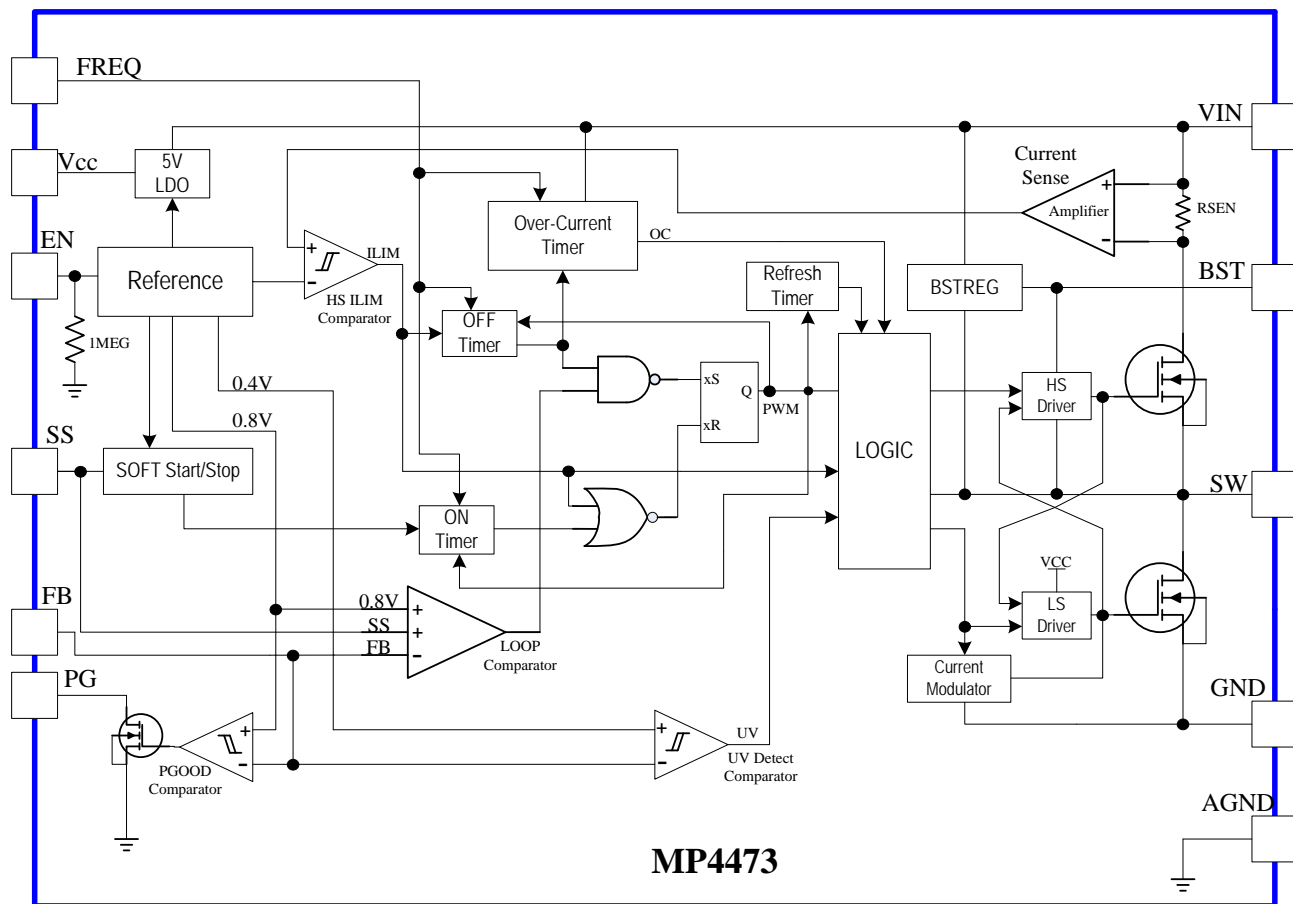 FREQ
VIN
Vcc
5V
LDO
Current
Sense
+
Amplifier
-
RSEN
Over-Current
Timer
OC
EN
Reference
+
-
ILIM
HS ILIM
Comparator
Refresh
Timer
BSTREG
BST
1MEG
OFF
Timer
0.4V
0.8V
xS
Q
xR
PWM
HS
Driver
LOGIC
SS
SOFT Start/Stop
SW
ON
Timer
VCC
LS
Driver
FB
0.8V
+
SS
+
FB
-
LOOP
Comparator
Current
Modulator
PG
GND
+
-
PGOOD
Comparator
+
-
UV
UV Detect
Comparator
AGND
MP4473